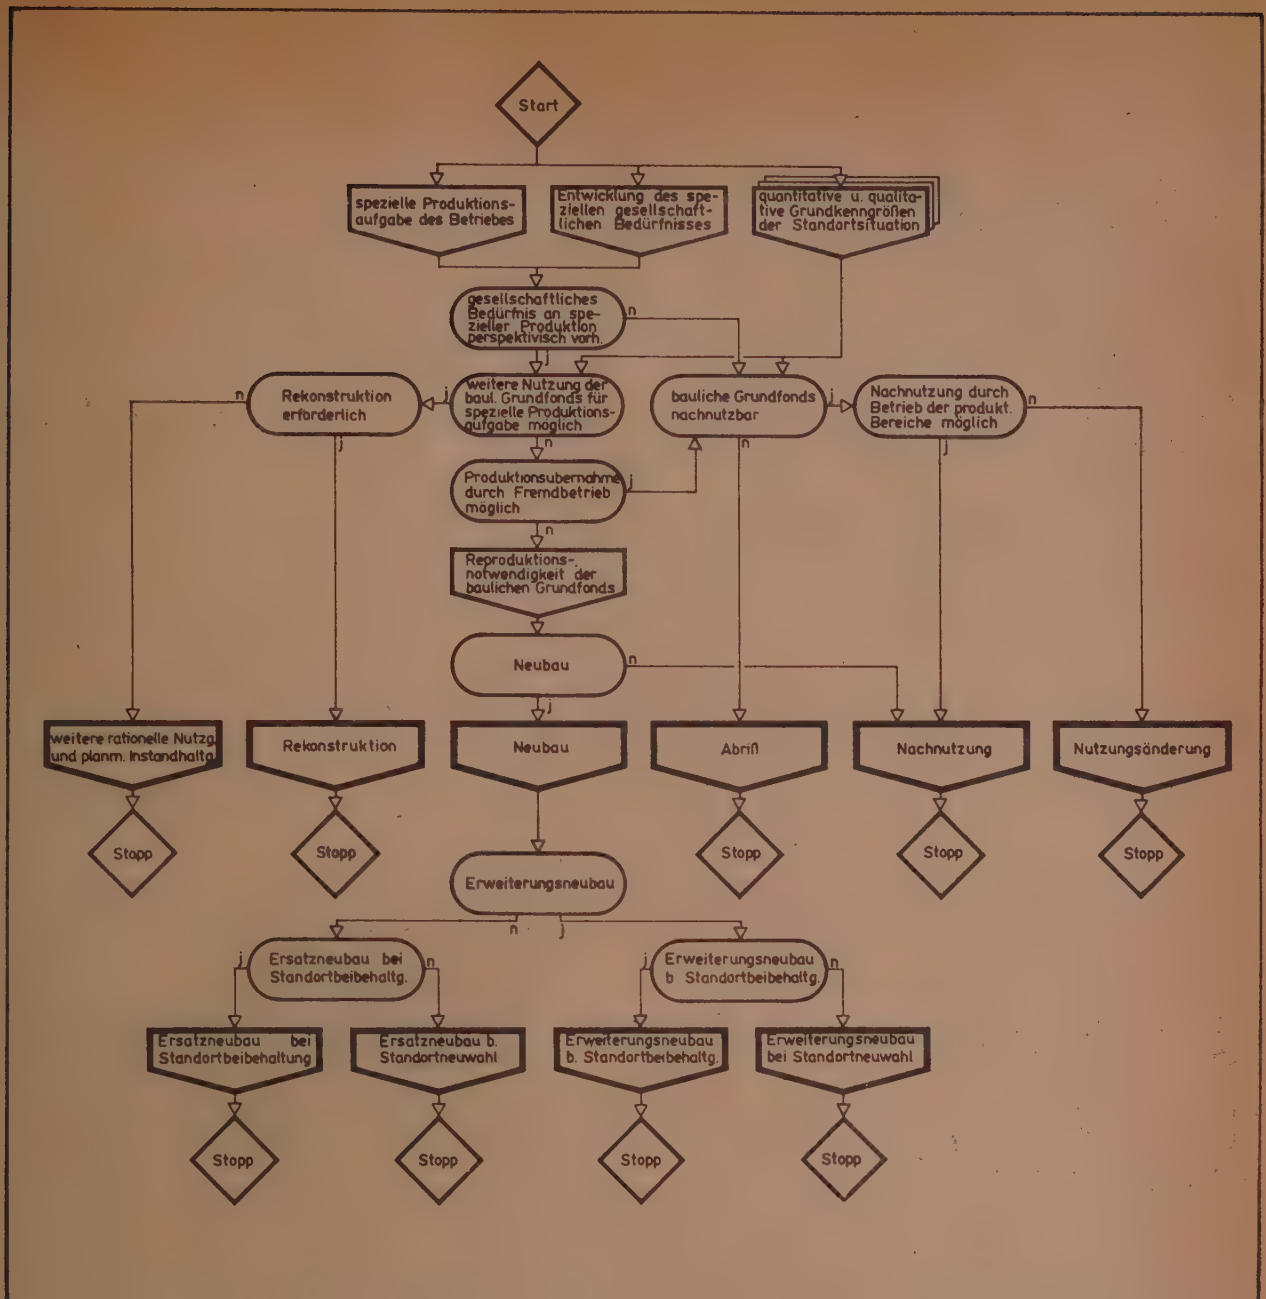 Start
spezielle Produktions-
aufgabe des Betriebes
Entwicklung des spe-
ziellen gesellschaft-
lichen Bedürfnisses
quantitative u. qualita-
tive Grundkenngrößen
der Standortsituation
gesellschaftliches
Bedürfnis an spe-
zieller Produktion
perspektivisch vorh.
n
j
n
Rekonstruktion
erforderlich
j
j
weitere Nutzung der
baul. Grundfonds für
spezielle Produktions-
aufgabe möglich
n
bauliche Grundfonds
nachnutzbar
j
n
Nachnutzung durch
Betrieb der produkt.
Bereiche möglich
n
j
Produktionsubernahme
durch Fremdbetrieb
möglich
j
n
Reproduktions-
notwendigkeit der
baulichen Grundfonds
Neubau
n
j
weitere rationelle Nutzg.
und planm. Instandhaltg.
Rekonstruktion
Neubau
Abriß
Nachnutzung
Nutzungsänderung
Stopp
Stopp
Stopp
Stopp
Stopp
Erweiterungsneubau
n
j
j
Ersatzneubau bei
Standortbeibehaltg.
n
j
Erweiterungsneubau
b Standortbeibehaltg.
n
Ersatzneubau bei
Standortbeibehaltung
Ersatzneubau b.
Standortneuwahl
Erweiterungsneubau
b. Standortbeibehaltg.
Erweiterungsneubau
bei Standortneuwahl
Stopp
Stopp
Stopp
Stopp